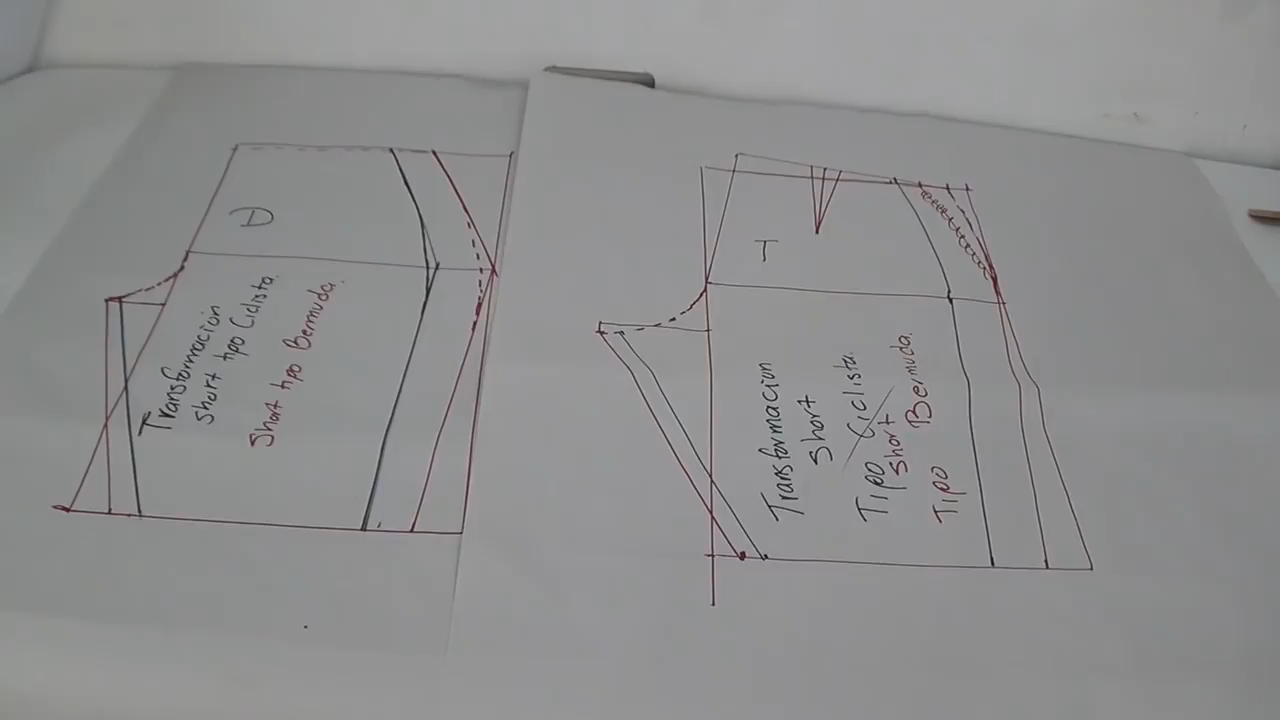 D
Transformacion
short tipo Ciclista.
Short tipo Bermuda.
T
Transformacion
short
Tipo Ciclista.
short
Tipo Bermuda.